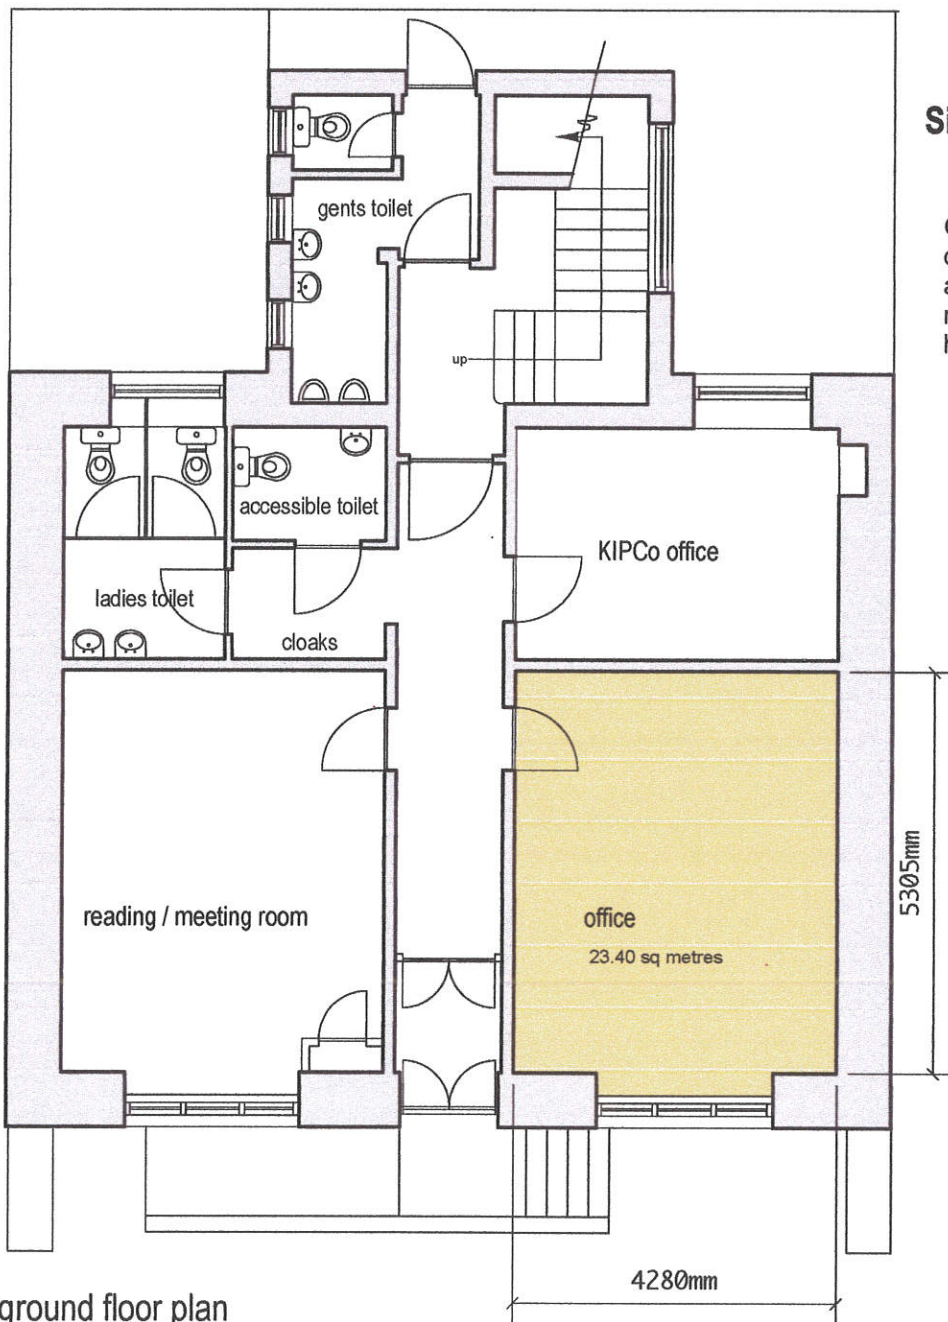 Si
gents toilet
up
accessible toilet
KIPCo office
ladies toilet
cloaks
5305mm
reading / meeting room
office
23.40 sq metres
4280mm
ground floor plan